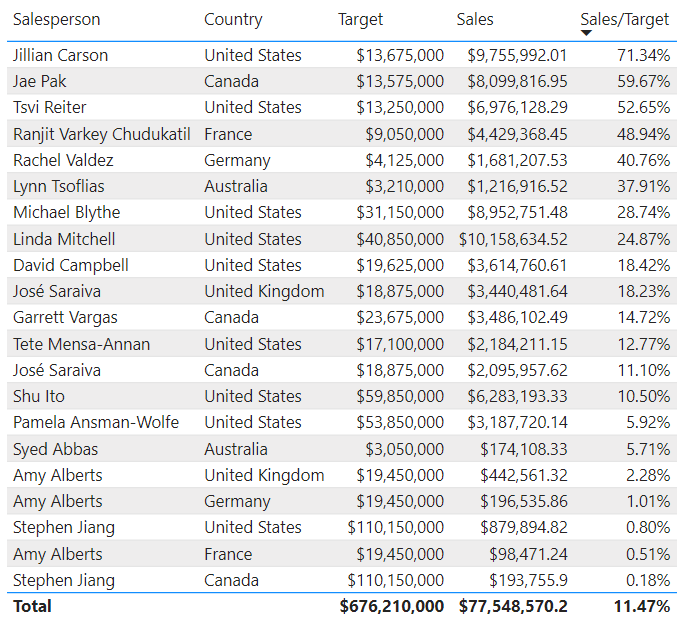 Salesperson Country Target Sales Sales/Target
Jillian Carson United States $13,675,000 $9,755,992.01 71.34%
Jae Pak Canada $13,575,000 $8,099,816.95 59.67%
Tsvi Reiter United States $13,250,000 $6,976,128.29 52.65%
Ranjit Varkey Chudukatil France $9,050,000 $4,429,368.45 48.94%
Rachel Valdez Germany $4,125,000 $1,681,207.53 40.76%
Lynn Tsoflias Australia $3,210,000 $1,216,916.52 37.91%
Michael Blythe United States $31,150,000 $8,952,751.48 28.74%
Linda Mitchell United States $40,850,000 $10,158,634.52 24.87%
David Campbell United States $19,625,000 $3,614,760.61 18.42%
José Saraiva United Kingdom $18,875,000 $3,440,481.64 18.23%
Garrett Vargas Canada $23,675,000 $3,486,102.49 14.72%
Tete Mensa-Annan United States $17,100,000 $2,184,211.15 12.77%
José Saraiva Canada $18,875,000 $2,095,957.62 11.10%
Shu Ito United States $59,850,000 $6,283,193.33 10.50%
Pamela Ansman-Wolfe United States $53,850,000 $3,187,720.14 5.92%
Syed Abbas Australia $3,050,000 $174,108.33 5.71%
Amy Alberts United Kingdom $19,450,000 $442,561.32 2.28%
Amy Alberts Germany $19,450,000 $196,535.86 1.01%
Stephen Jiang United States $110,150,000 $879,894.82 0.80%
Amy Alberts France $19,450,000 $98,471.24 0.51%
Stephen Jiang Canada $110,150,000 $193,755.9 0.18%
Total $676,210,000 $77,548,570.2 11.47%